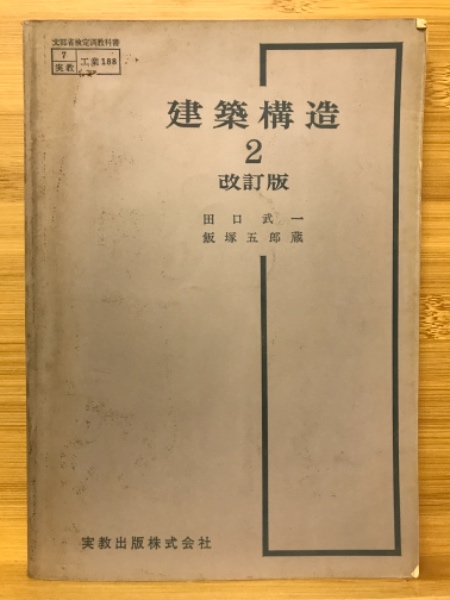 文部省検定済教科書
7 実教 工業188
建築構造
2
改訂版
田口武一
飯塚五郎蔵
実教出版株式会社